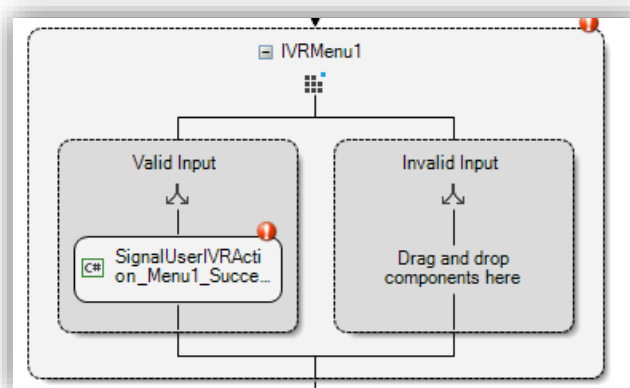 IVRMenu1
Valid Input
Invalid Input
C#
SignalUserIVRActi
on_Menu1_Succe...
Drag and drop
components here